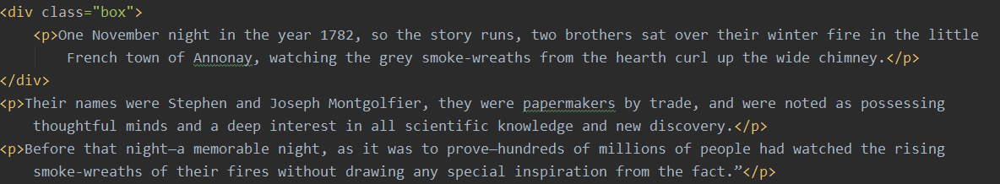 <div class="box">
<p>One November night in the year 1782, so the story runs, two brothers sat over their winter fire in the little
French town of Annonay, watching the grey smoke-wreaths from the hearth curl up the wide chimney.</p>
</div>
<p>Their names were Stephen and Joseph Montgolfier, they were papermakers by trade, and were noted as possessing
thoughtful minds and a deep interest in all scientific knowledge and new discovery.</p>
<p>Before that night—a memorable night, as it was to prove—hundreds of millions of people had watched the rising
smoke-wreaths of their fires without drawing any special inspiration from the fact.”</p>